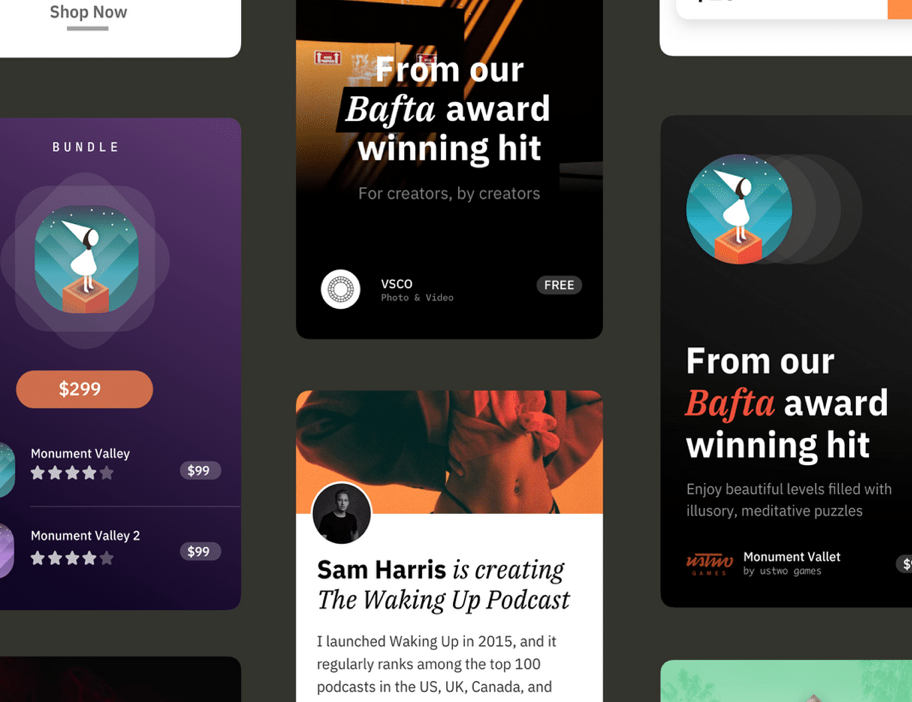 Shop Now
BUNDLE
$299
Monument Valley
$99
Monument Valley 2
$99
From our
Bafta award
winning hit
For creators, by creators
VSCO
Photo & Video
FREE
Sam Harris is creating
The Waking Up Podcast
I launched Waking Up in 2015, and it
regularly ranks among the top 100
podcasts in the US, UK, Canada, and
From our
Bafta award
winning hit
Enjoy beautiful levels filled with
illusory, meditative puzzles
ustwo
GAMES
Monument Vallet
by ustwo games